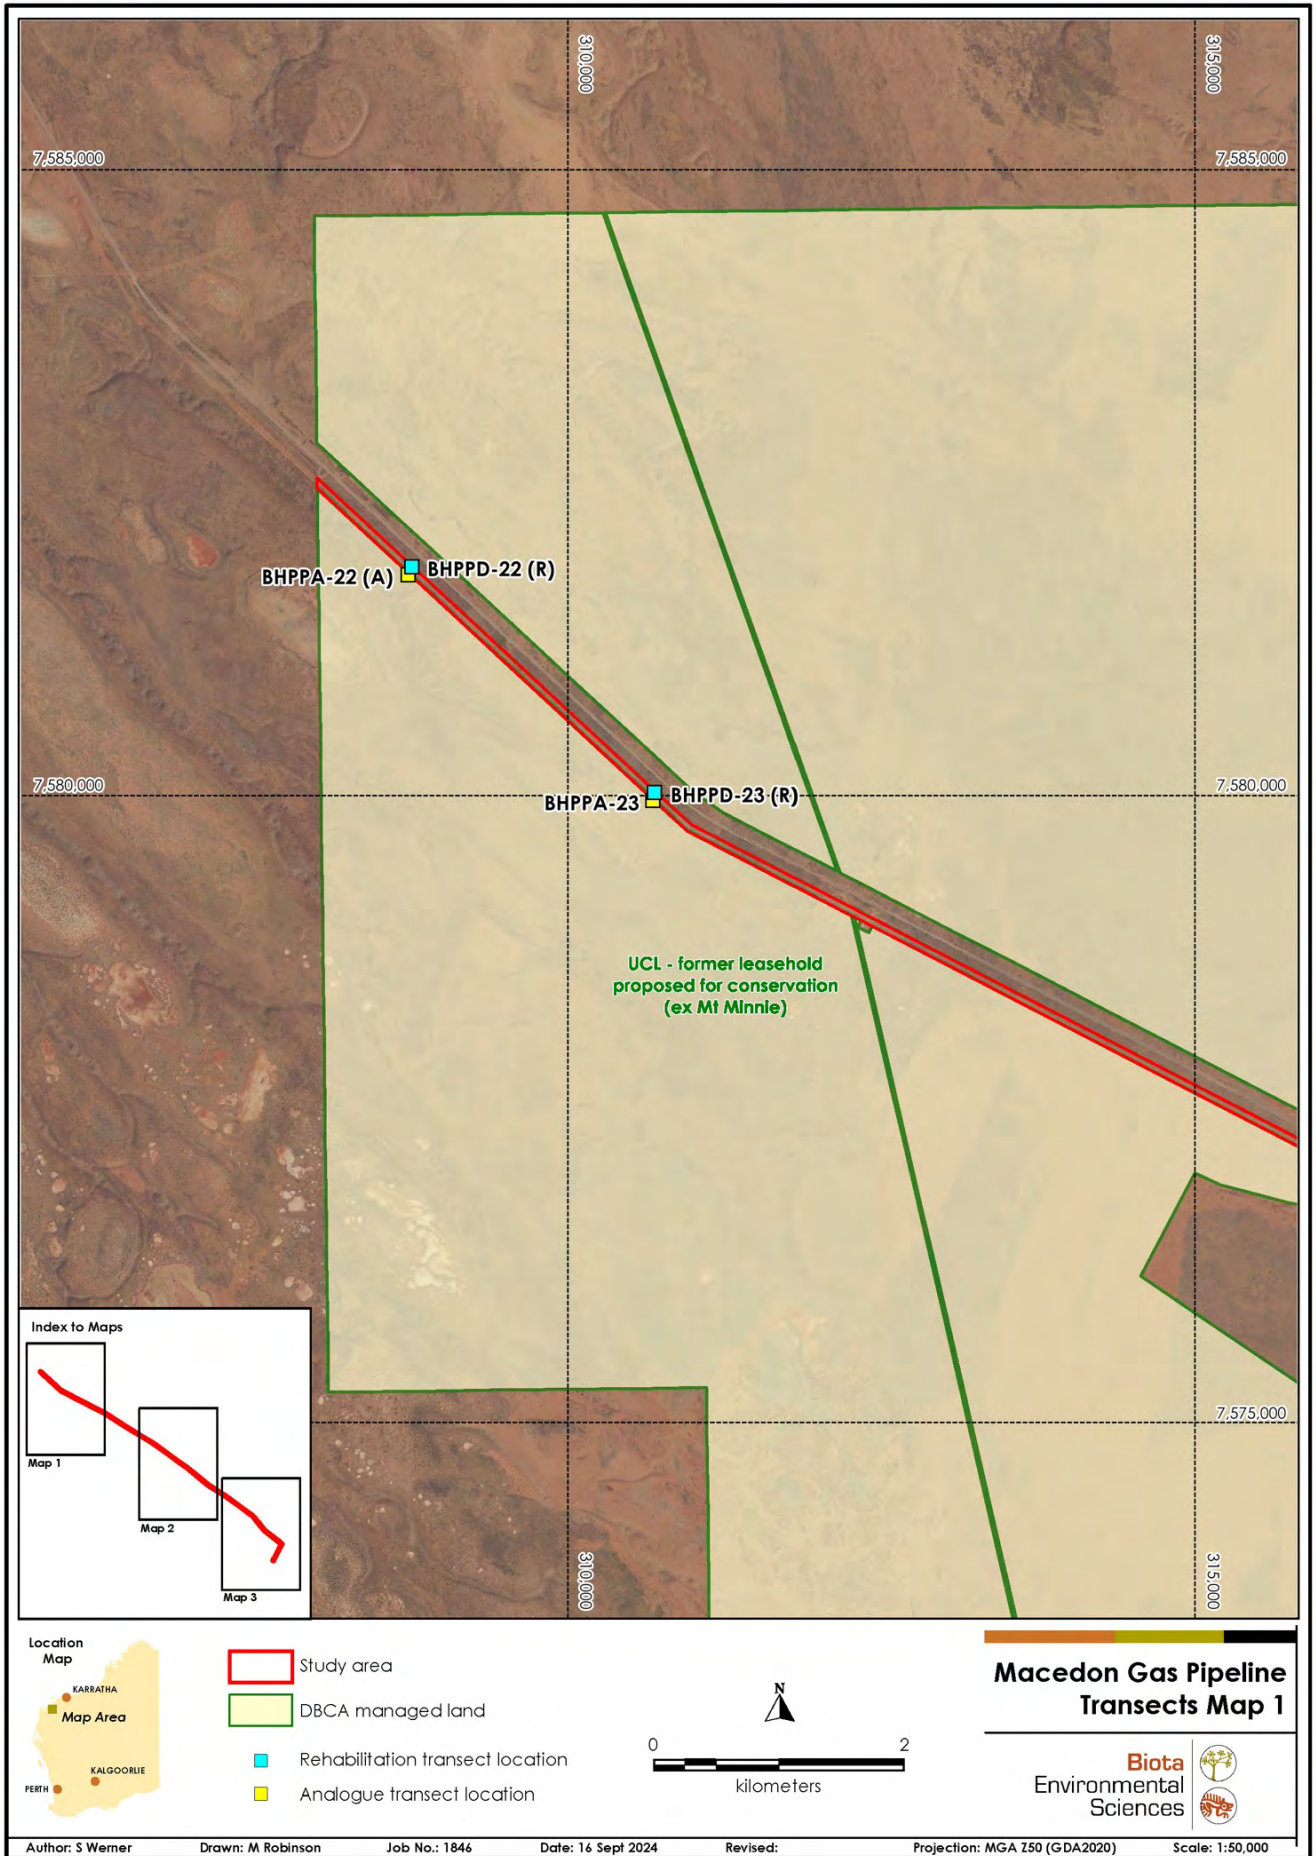 310,000
315,000
7,585,000
7,585,000
BHPPA-22 (A)
BHPPD-22 (R)
7,580,000
7,580,000
BHPPA-23
BHPPD-23 (R)
UCL - former leasehold
proposed for conservation
(ex Mt Minnie)
7,575,000
310,000
315,000
Index to Maps
Map 1
Map 2
Map 3
Location
Map
KARRATHA
Map Area
KALGOORLIE
PERTH
Study area
DBCA managed land
Rehabilitation transect location
Analogue transect location
N
0 2
kilometers
Macedon Gas Pipeline
Transects Map 1
Biota
Environmental
Sciences
Author: S Werner Drawn: M Robinson Job No.: 1846 Date: 16 Sept 2024 Revised: Projection: MGA Z50 (GDA2020) Scale: 1:50,000